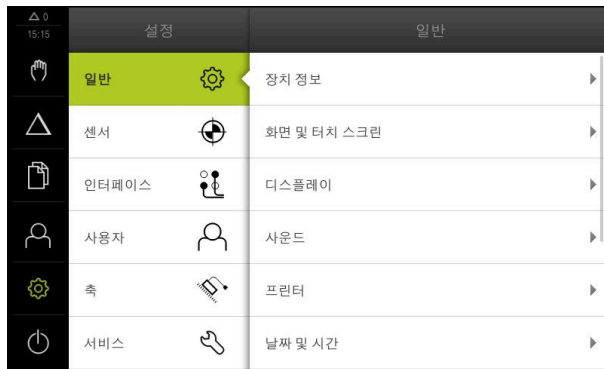 △ 0
15:15
설정
일반
일반
센서
인터페이스
사용자
축
서비스
장치 정보
화면 및 터치 스크린
디스플레이
사운드
프린터
날짜 및 시간